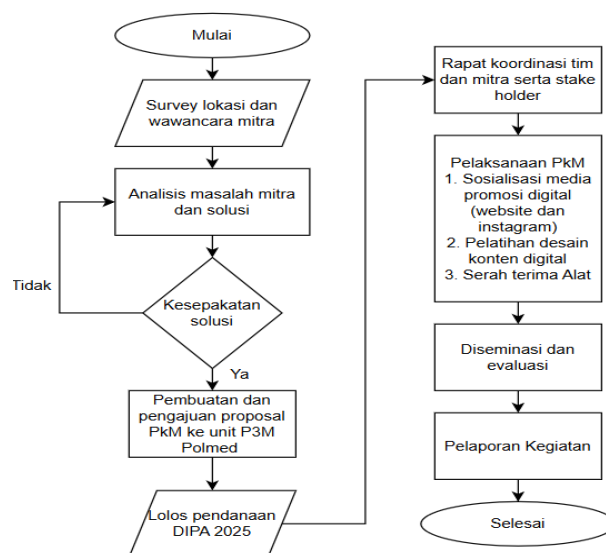 Mulai
Survey lokasi dan
wawancara mitra
Analisis masalah mitra
dan solusi
Tidak
Kesepakatan
solusi
Ya
Pembuatan dan
pengajuan proposal
PkM ke unit P3M
Polmed
Lolos pendanaan
DIPA 2025
Rapat koordinasi tim
dan mitra serta stake
holder
Pelaksanaan PkM
1. Sosialisasi media
promosi digital
(website dan
instagram)
2. Pelatihan desain
konten digital
3. Serah terima Alat
Diseminasi dan
evaluasi
Pelaporan Kegiatan
Selesai